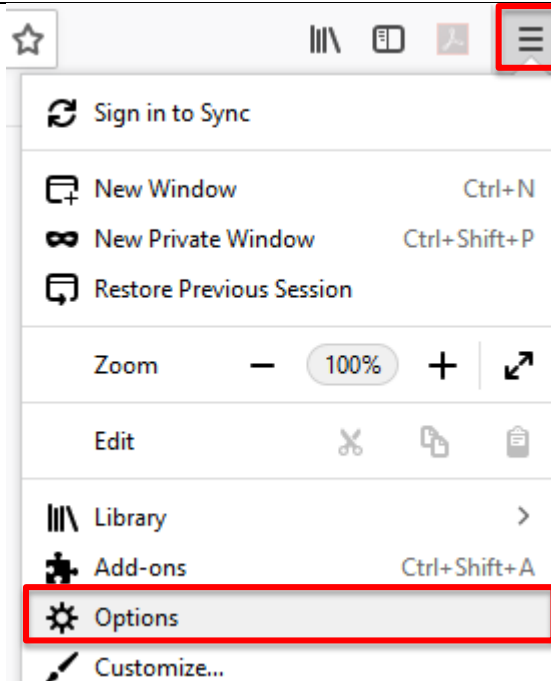 Sign in to Sync
New Window Ctrl+N
New Private Window Ctrl+Shift+P
Restore Previous Session
Zoom 100%
Edit
Library
Add-ons Ctrl+Shift+A
Options
Customize...